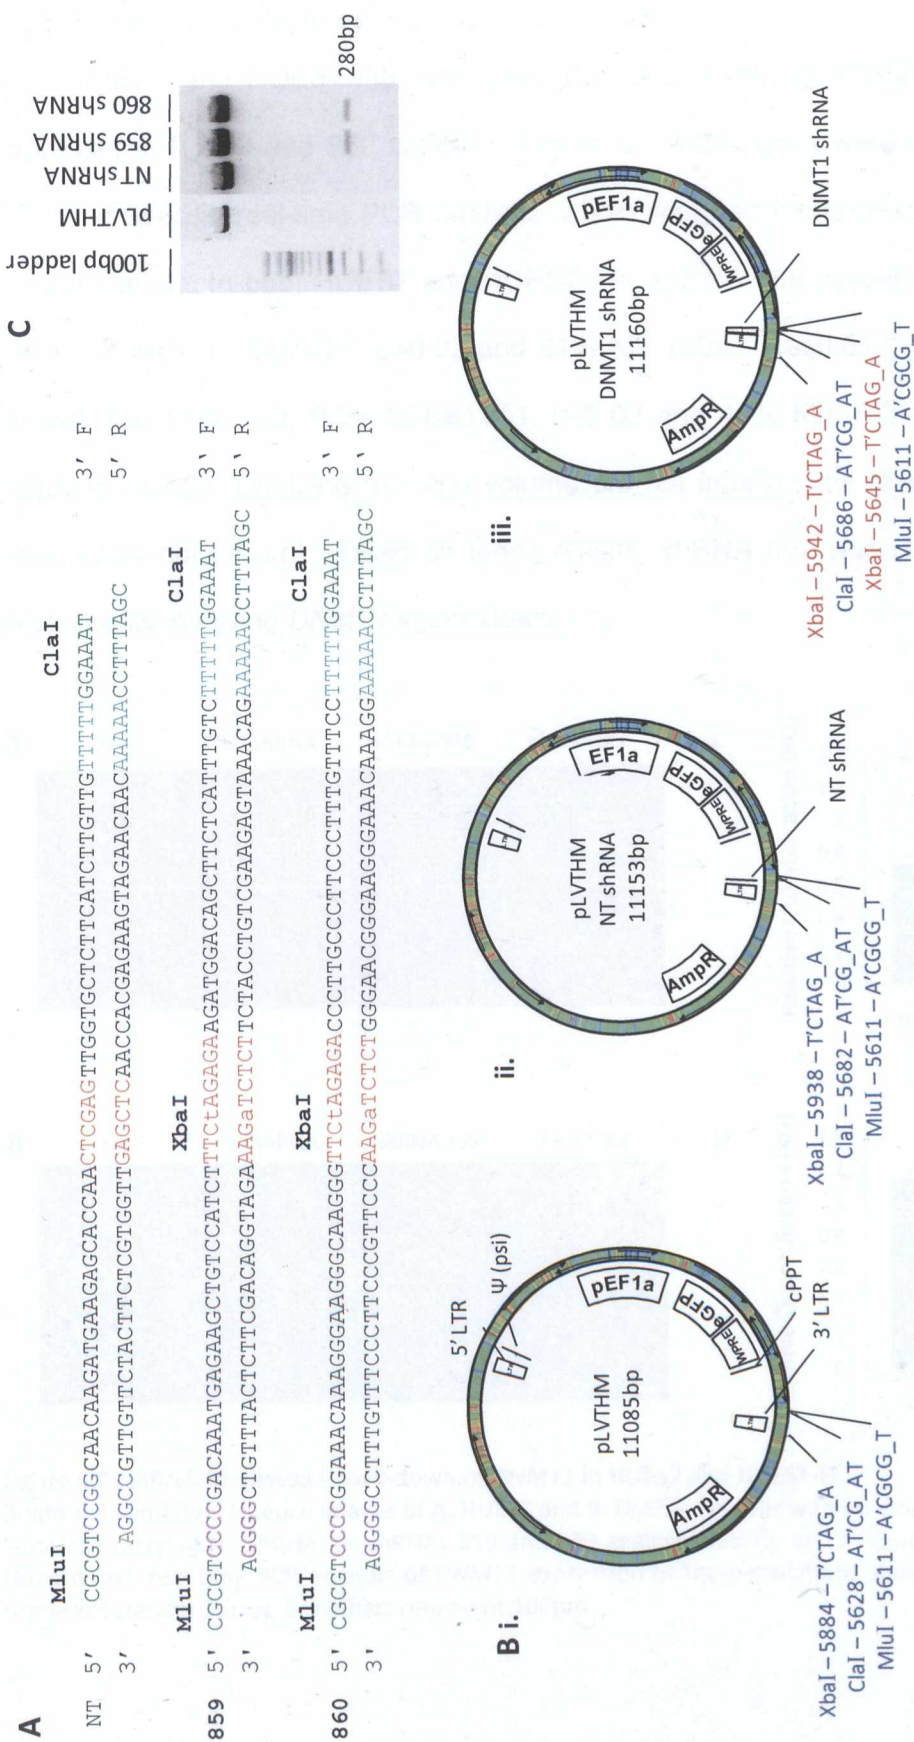 A
MluI ClaI
NT 5' CGCGTCCGCAACAAGATGAAGAGCACCAACTCGAGTTGGTGCTCTTCATCTTGTTGTTTTTGGAAAT 3' F
3' AGGCCGTTGTTCTACTTCTCGTGGTTGAGCTCAACCACGAGAAGTAGAACAACAAAAACCTTTAGC 5' R
MluI XbaI ClaI
859 5' CGCGTCCCCGACAAATGAGAAGCTGTCCATCTTTCtAGAGAAGATGGACAGCTTCTCATTTGTCTTTTTGGAAAT 3' F
3' AGGGGCTGTTTACTCTTCGACAGGTAGAAAGaTCTCTTCTACCTGTCGAAGAGTAAACAGAAAAACCTTTAGC 5' R
MluI XbaI ClaI
860 5' CGCGTCCCCGAAACAAAGGGAAGGGCAAGGGTTCtAGAGACCCTTGCCCTTCCCTTTGTTTCCTTTTTGGAAAT 3' F
3' AGGGGCTTTGTTTCCCTTCCCGTTCCCAAGaTCTCTGGGAACGGGAAGGGAAACAAAGGAAAAACCTTTAGC 5' R
C
100bp ladder
pLVTHM
NT shRNA
859 shRNA
860 shRNA
280bp
B i.
5' LTR
Ψ (psi)
pEF1a
eGFP
WPRE
cPPT
3' LTR
AmpR
pLVTHM
11085bp
XbaI – 5884 – T'CTAG_A
ClaI – 5628 – AT'CG_AT
MluI – 5611 – A'CGCG_T
ii.
EF1a
eGFP
WPRE
AmpR
pLVTHM
NT shRNA
11153bp
NT shRNA
XbaI – 5938 – T'CTAG_A
ClaI – 5682 – AT'CG_AT
MluI – 5611 – A'CGCG_T
iii.
pEF1a
eGFP
WPRE
AmpR
pLVTHM
DNMT1 shRNA
11160bp
DNMT1 shRNA
XbaI – 5942 – T'CTAG_A
ClaI – 5686 – AT'CG_AT
XbaI – 5645 – T'CTAG_A
MluI – 5611 – A'CGCG_T